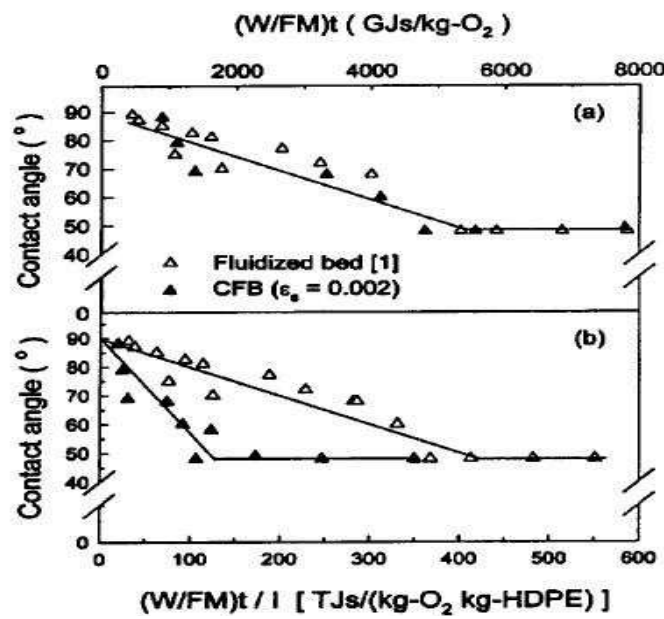 (W/FM)t ( GJs/kg-O₂ )
0 2000 4000 6000 8000
90
80
70
60
50
40
0
Contact angle ( ° )
(a)
△ Fluidized bed [1]
▲ CFB (εₛ = 0.002)
90
80
70
60
50
40
0
Contact angle ( ° )
(b)
0 100 200 300 400 500 600
(W/FM)t / I [ TJs/(kg-O₂ kg-HDPE) ]